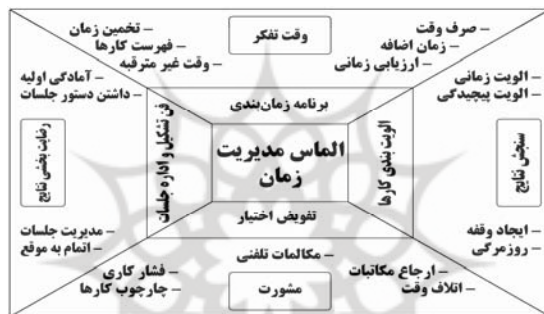 وقت تفکر
– صرف وقت
– زمان اضافه
– ارزیابی زمانی
– تخمین زمان
– فهرست کارها
– وقت غیر مترقبه
– الویت زمانی
– الویت پیچیدگی
– آمادگی اولیه
– داشتن دستور جلسات
برنامه زمان‌بندی
سنجش نتایج
الویت بندی کارها
الماس مدیریت
زمان
فن تشکیل و اداره جلسات
رضایت بخشی نتایج
تفویض اختیار
– ایجاد وقفه
– روزمرگی
– مدیریت جلسات
– اتمام به موقع
– مکالمات تلفنی
– ارجاع مکاتبات
– اتلاف وقت
– فشار کاری
– چارچوب کارها
مشورت